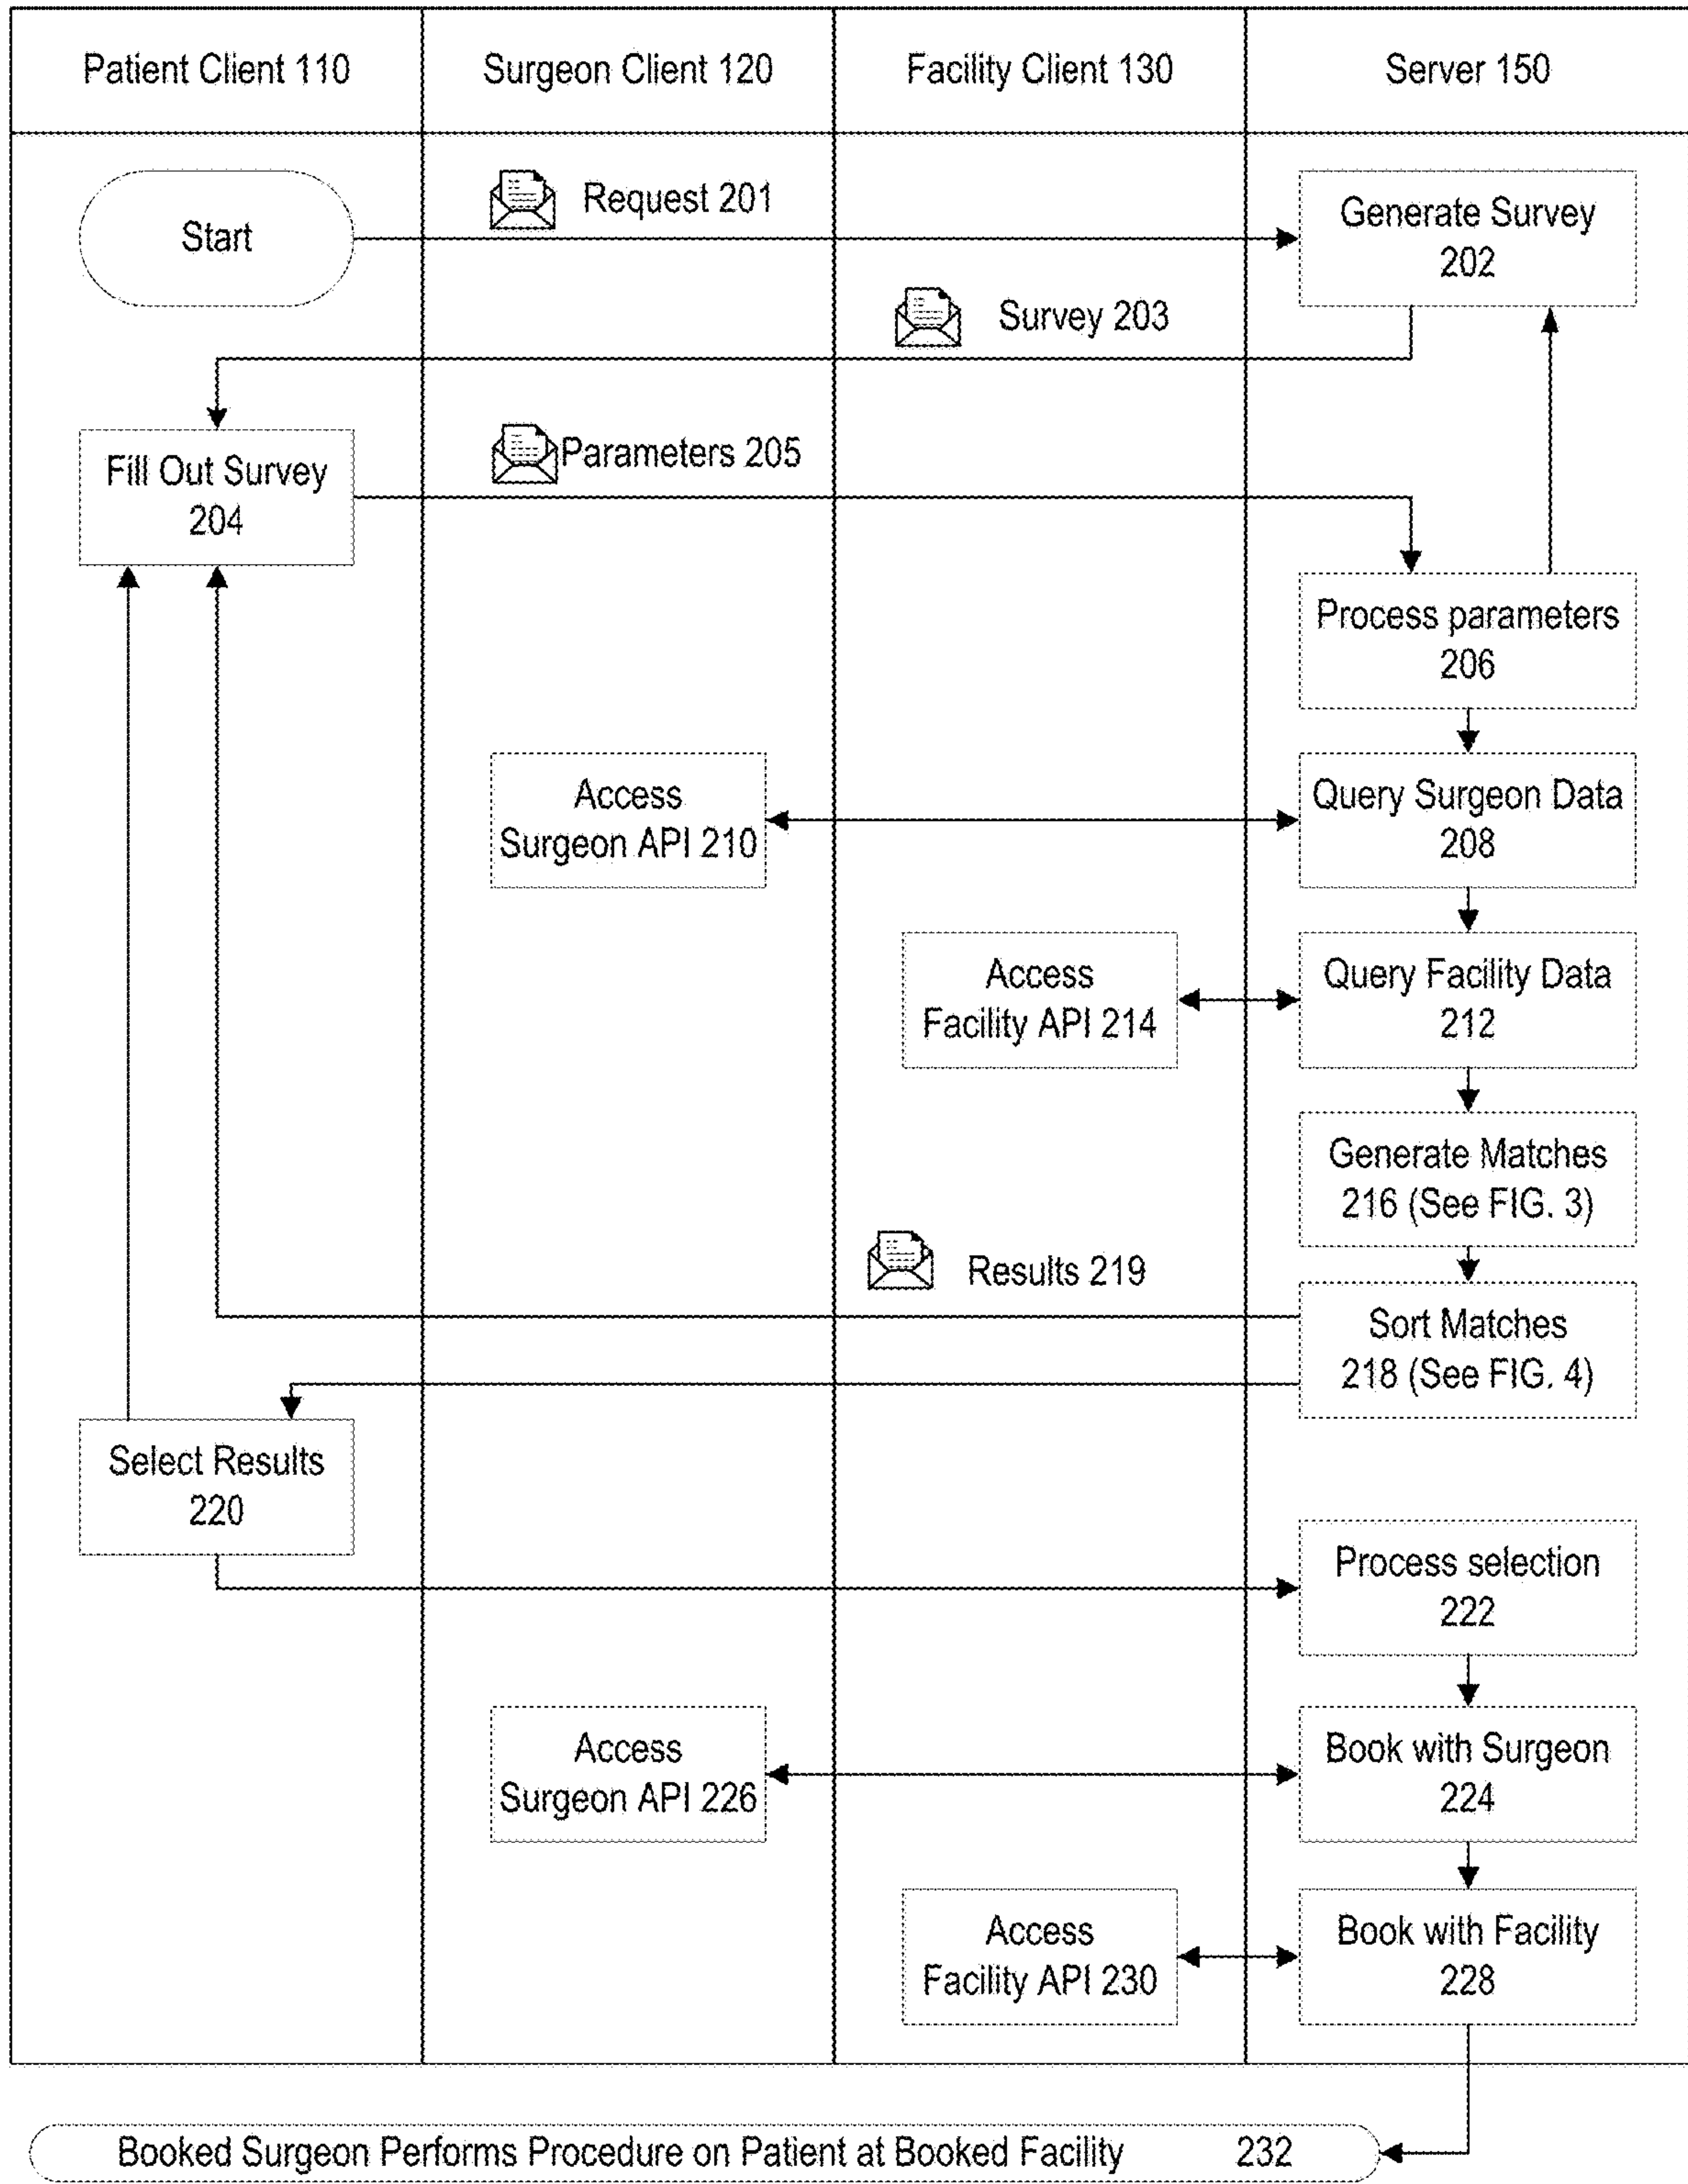 Patient Client 110
Surgeon Client 120
Facility Client 130
Server 150
Start
Request 201
Generate Survey
202
Survey 203
Fill Out Survey
204
Parameters 205
Process parameters
206
Access
Surgeon API 210
Query Surgeon Data
208
Access
Facility API 214
Query Facility Data
212
Generate Matches
216 (See FIG. 3)
Results 219
Sort Matches
218 (See FIG. 4)
Select Results
220
Process selection
222
Access
Surgeon API 226
Book with Surgeon
224
Access
Facility API 230
Book with Facility
228
Booked Surgeon Performs Procedure on Patient at Booked Facility 232